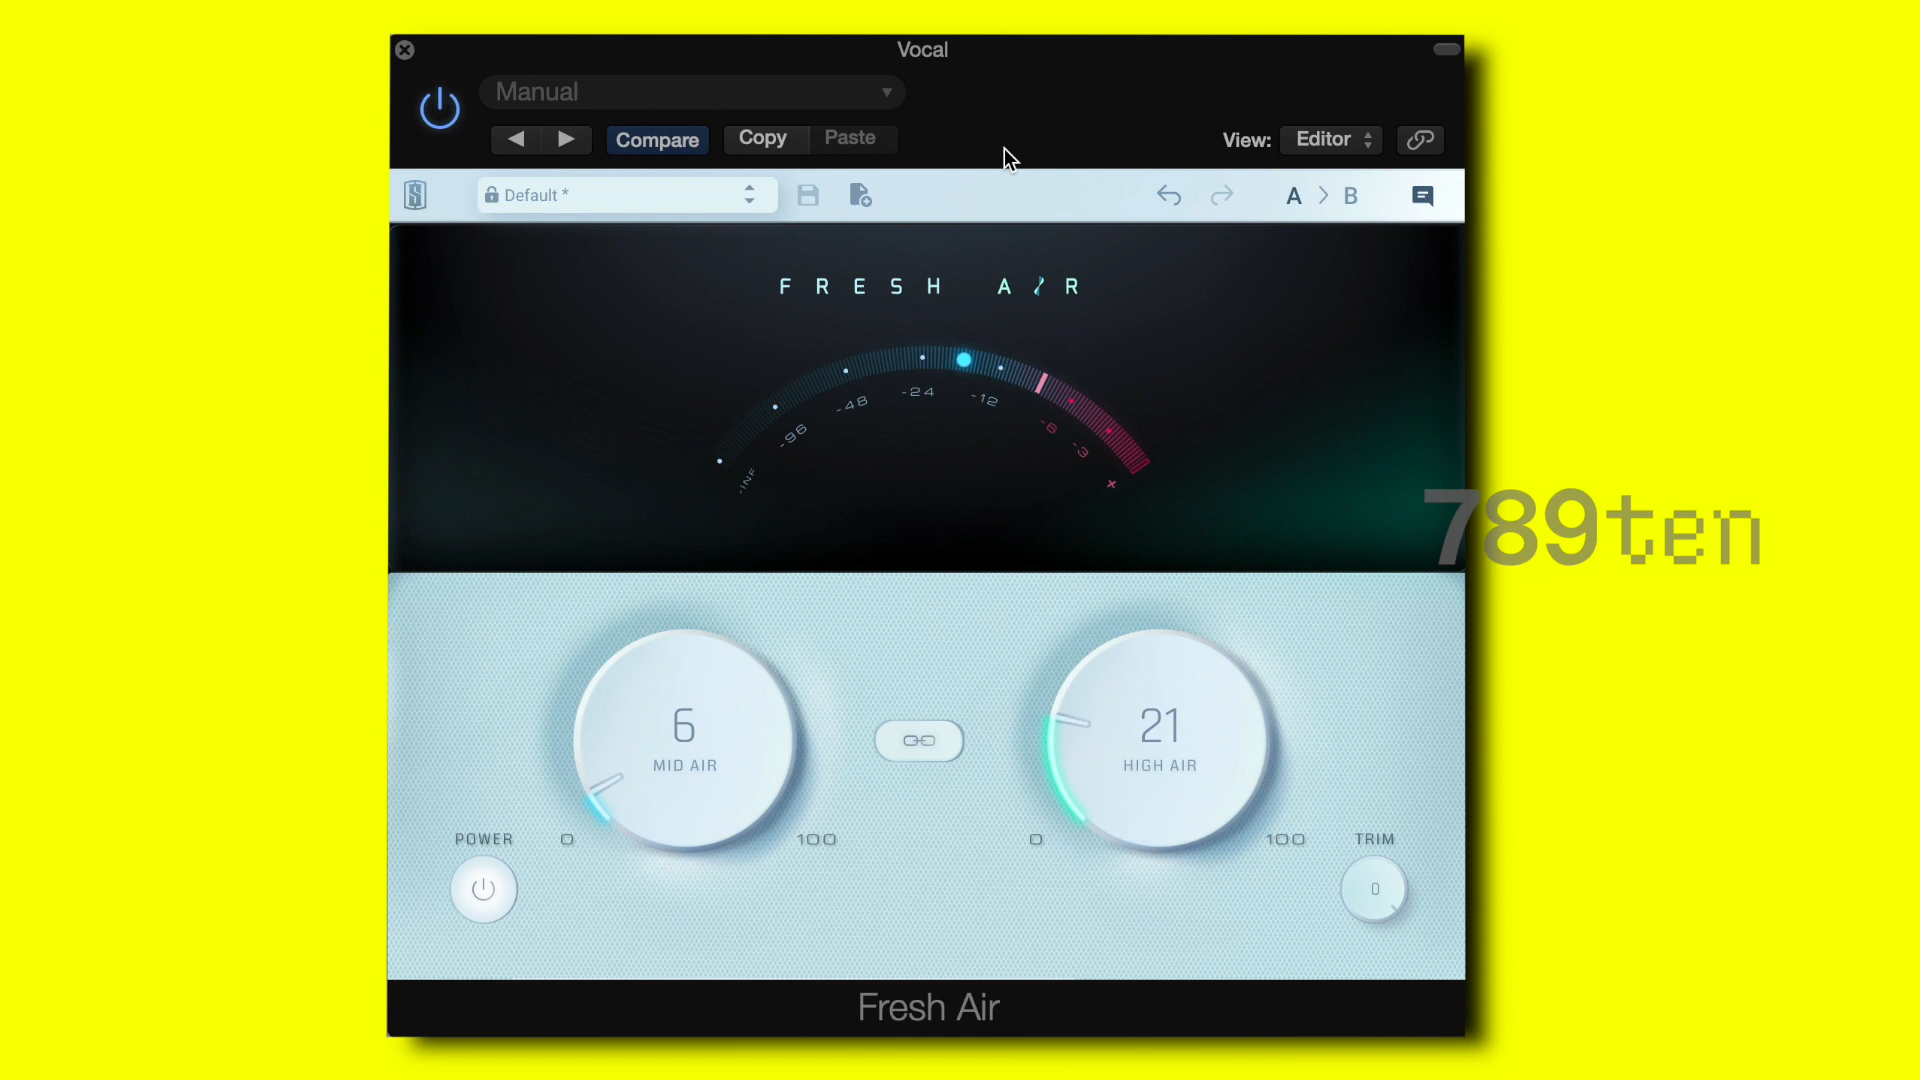 Vocal
Manual
Compare Copy Paste View: Editor
Default * A B
FRESH AIR
-INF -96 -48 -24 -12 -6 -3 +
789ten
6 21
MID AIR HIGH AIR
POWER 0 100 0 100 TRIM
0
Fresh Air